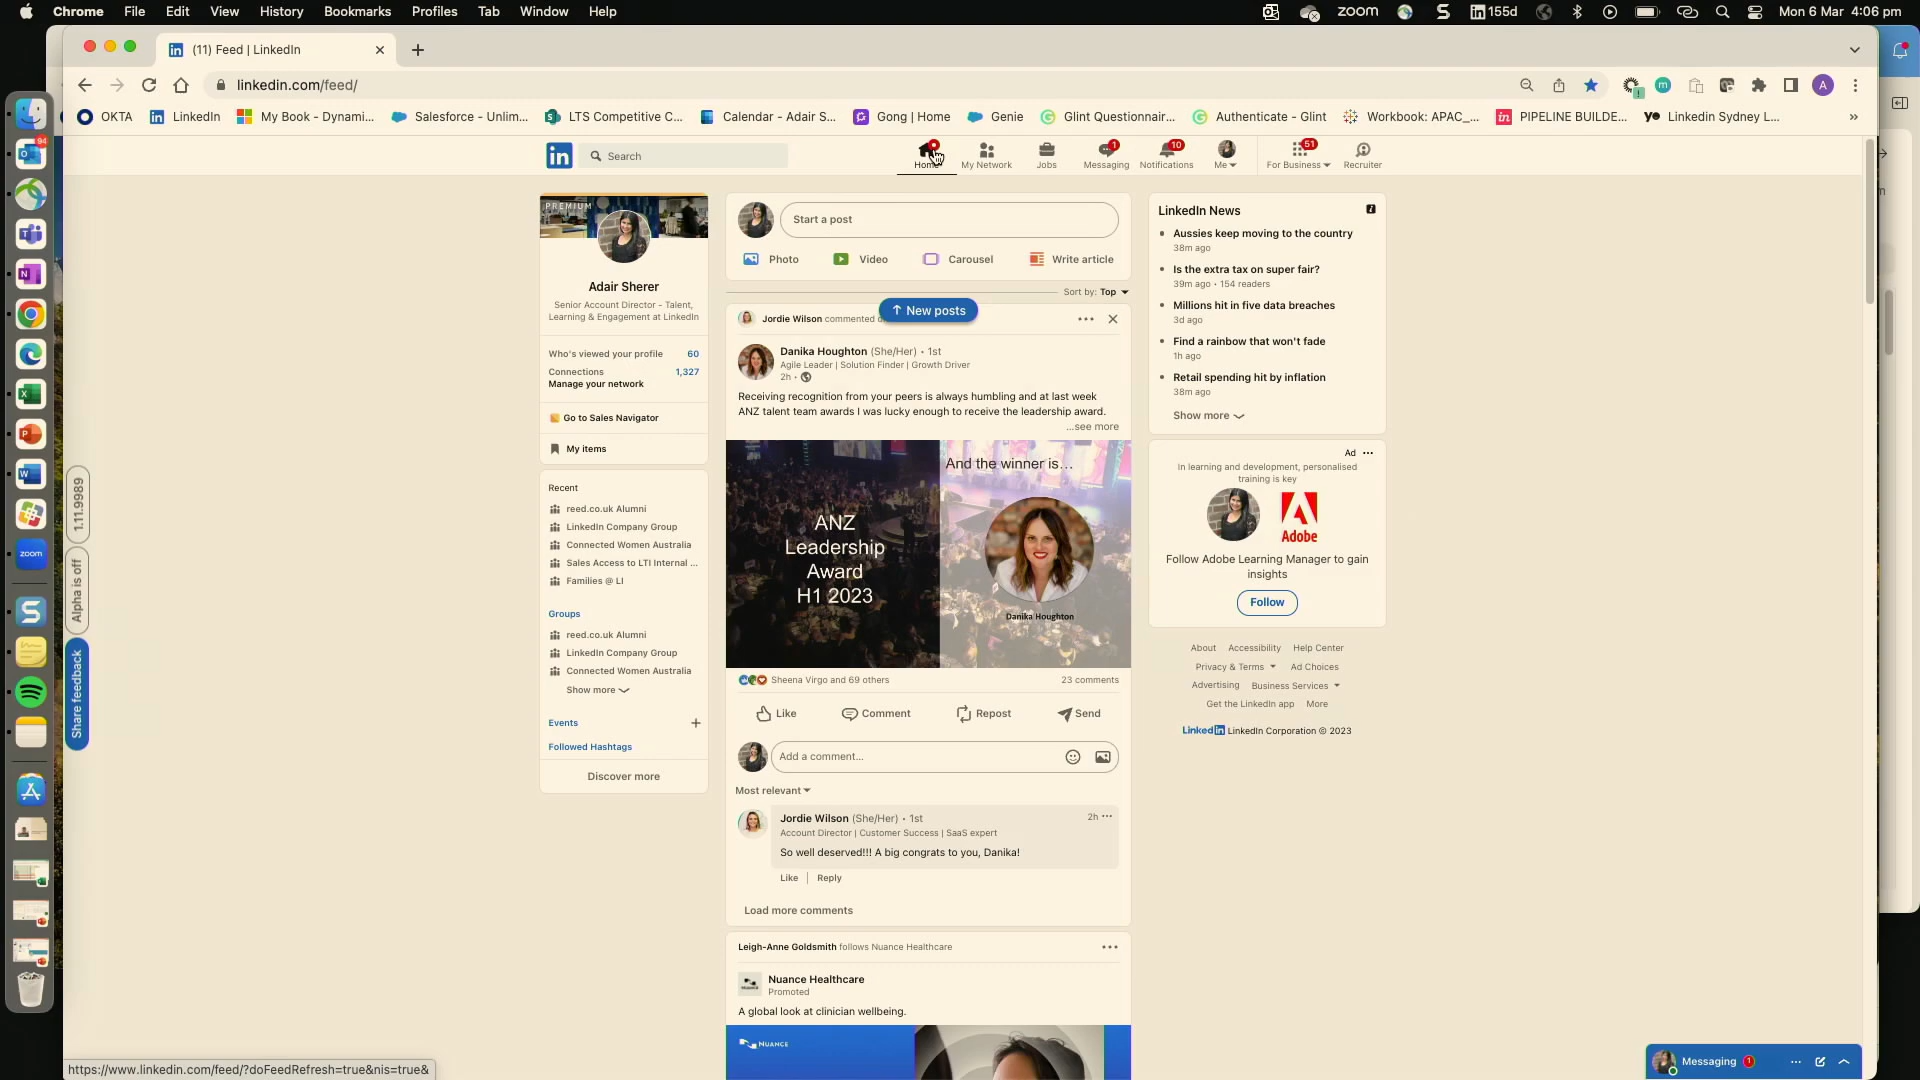 Chrome File Edit View History Bookmarks Profiles Tab Window Help
zoom 155d Mon 6 Mar 4:06 pm
(11) Feed | LinkedIn
linkedin.com/feed/
OKTA LinkedIn My Book - Dynami... Salesforce - Unlim... LTS Competitive C... Calendar - Adair S... Gong | Home Genie Glint Questionnair... Authenticate - Glint Workbook: APAC_... PIPELINE BUILDE... Linkedin Sydney L...
Search
Home
My Network
Jobs
1
Messaging
10
Notifications
Me
51
For Business
Recruiter
94
1.11.9989
Alpha is off
Share feedback
PREMIUM
Adair Sherer
Senior Account Director - Talent,
Learning & Engagement at LinkedIn
Who's viewed your profile 60
Connections 1,327
Manage your network
Go to Sales Navigator
My items
Recent
reed.co.uk Alumni
LinkedIn Company Group
Connected Women Australia
Sales Access to LTI Internal ...
Families @ LI
Groups
reed.co.uk Alumni
LinkedIn Company Group
Connected Women Australia
Show more
Events
Followed Hashtags
Discover more
Start a post
Photo Video Carousel Write article
Sort by: Top
New posts
Jordie Wilson commented
Danika Houghton (She/Her) • 1st
Agile Leader | Solution Finder | Growth Driver
2h •
Receiving recognition from your peers is always humbling and at last week
ANZ talent team awards I was lucky enough to receive the leadership award.
...see more
ANZ
Leadership
Award
H1 2023
And the winner is...
Danika Houghton
Sheena Virgo and 69 others 23 comments
Like Comment Repost Send
Add a comment...
Most relevant
Jordie Wilson (She/Her) • 1st 2h
Account Director | Customer Success | SaaS expert
So well deserved!!! A big congrats to you, Danika!
Like | Reply
Load more comments
Leigh-Anne Goldsmith follows Nuance Healthcare
Nuance Healthcare
Promoted
A global look at clinician wellbeing.
NUANCE
LinkedIn News
Aussies keep moving to the country
38m ago
Is the extra tax on super fair?
39m ago • 154 readers
Millions hit in five data breaches
3d ago
Find a rainbow that won't fade
1h ago
Retail spending hit by inflation
38m ago
Show more
Ad
In learning and development, personalised
training is key
Adobe
Follow Adobe Learning Manager to gain
insights
Follow
About Accessibility Help Center
Privacy & Terms Ad Choices
Advertising Business Services
Get the LinkedIn app More
LinkedIn LinkedIn Corporation © 2023
Messaging 1
https://www.linkedin.com/feed/?doFeedRefresh=true&nis=true&